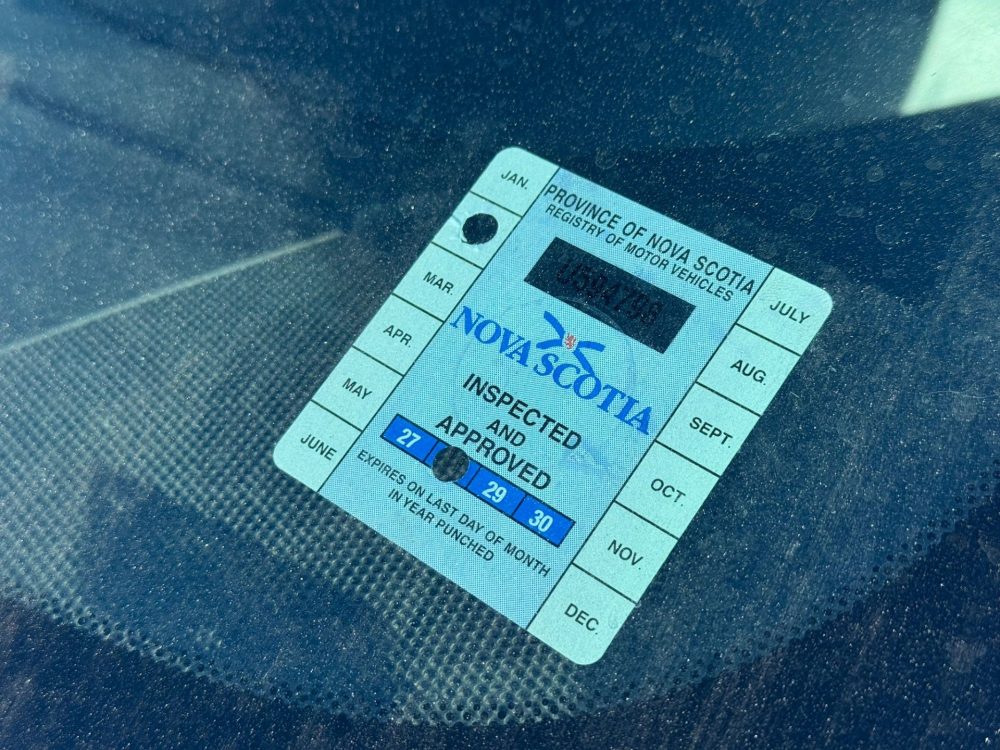 JAN.
MAR.
APR.
MAY
JUNE
PROVINCE OF NOVA SCOTIA
REGISTRY OF MOTOR VEHICLES
NOVA SCOTIA
INSPECTED
AND
APPROVED
27 29 30
EXPIRES ON LAST DAY OF MONTH
IN YEAR PUNCHED
JULY
AUG.
SEPT.
OCT.
NOV.
DEC.